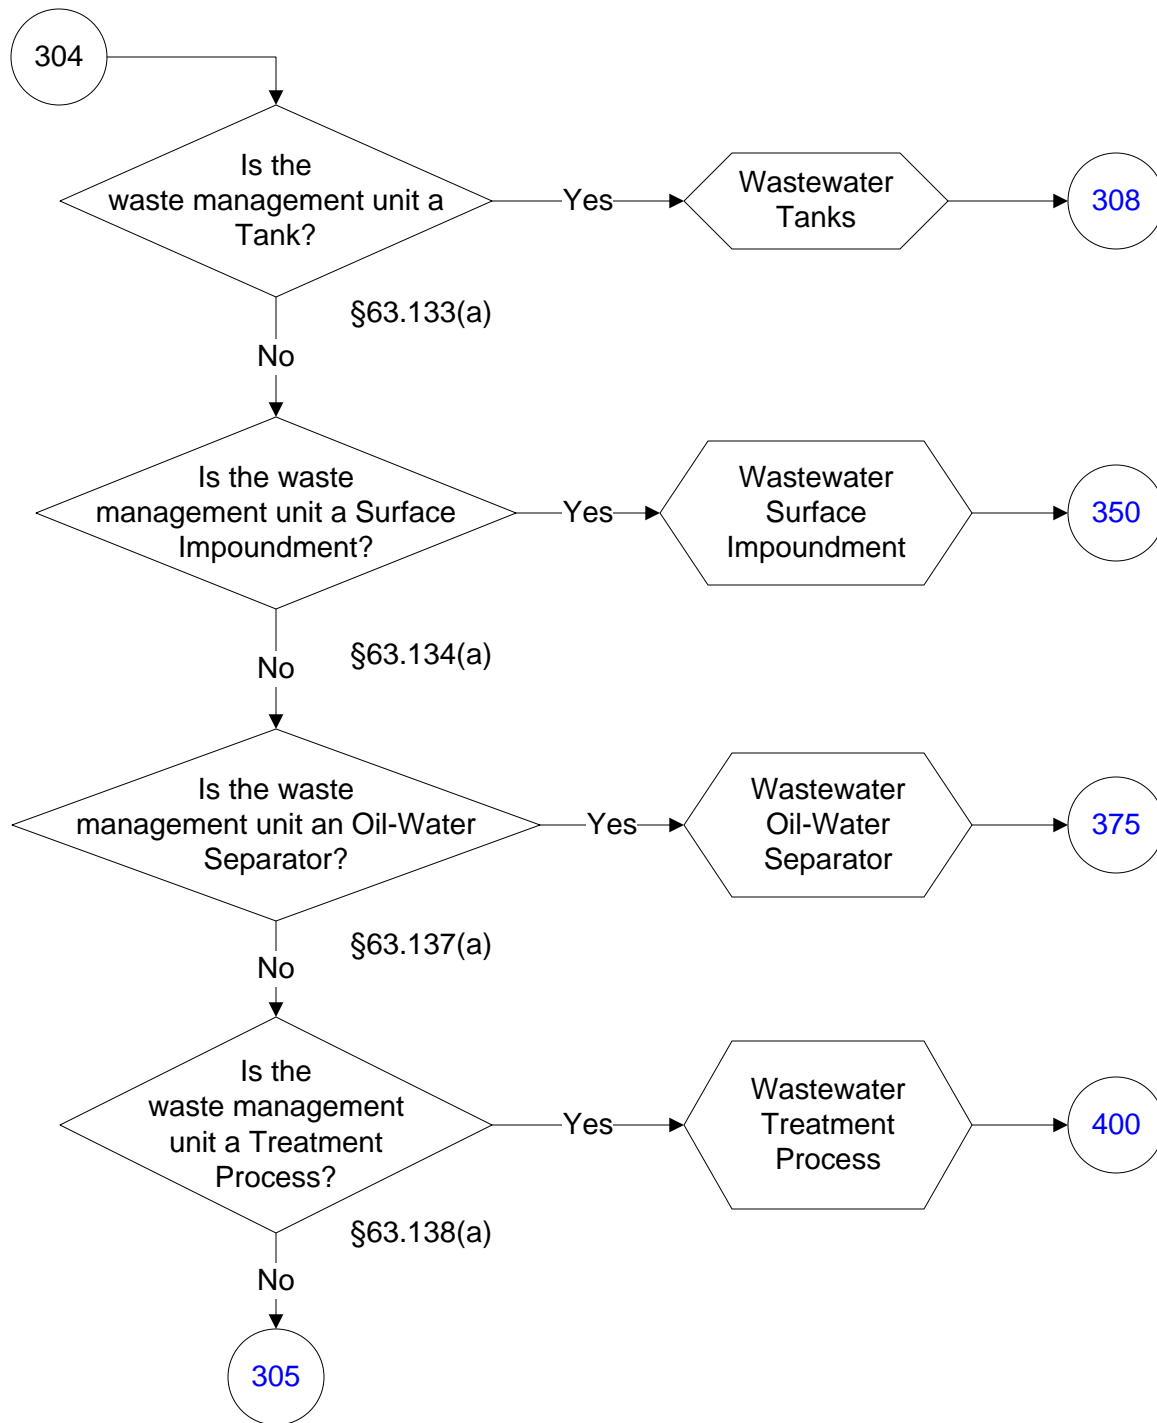 304
Is the
waste management unit a
Tank?
Yes
Wastewater
Tanks
308
§63.133(a)
No
Is the waste
management unit a Surface
Impoundment?
Yes
Wastewater
Surface
Impoundment
350
§63.134(a)
No
Is the waste
management unit an Oil-Water
Separator?
Yes
Wastewater
Oil-Water
Separator
375
§63.137(a)
No
Is the
waste management
unit a Treatment
Process?
Yes
Wastewater
Treatment
Process
400
§63.138(a)
No
305